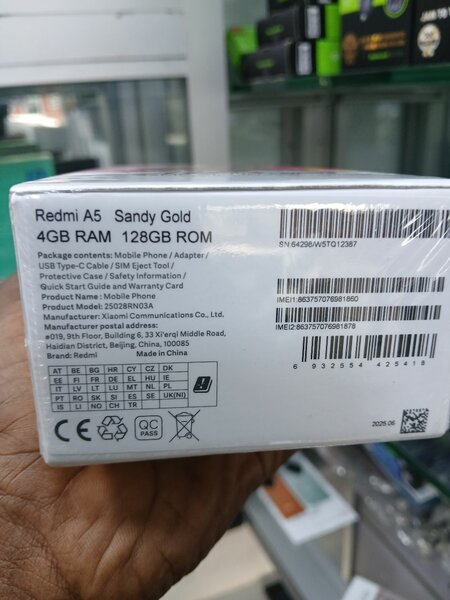 Redmi A5 Sandy Gold
4GB RAM 128GB ROM
Package contents: Mobile Phone / Adapter /
USB Type-C Cable / SIM Eject Tool /
Protective Case / Safety Information /
Quick Start Guide and Warranty Card
Product Name : Mobile Phone
Product Model: 25028RN03A
Manufacturer: Xiaomi Communications Co., Ltd.
Manufacturer postal address:
#019, 9th Floor, Building 6, 33 Xi'erqi Middle Road,
Haidian District, Beijing, China, 100085
Brand: Redmi Made in China
AT BE BG HR CY CZ DK
EE FI FR DE EL HU IE
IT LV LT LU MT NL PL
PT RO SK SI ES SE UK(NI)
IS LI NO CH TR
CE
QC
PASS
SN:64298/W5TQ12387
IMEI1:863757076981860
IMEI2:863757076981878
6 932554 425418
2025.06